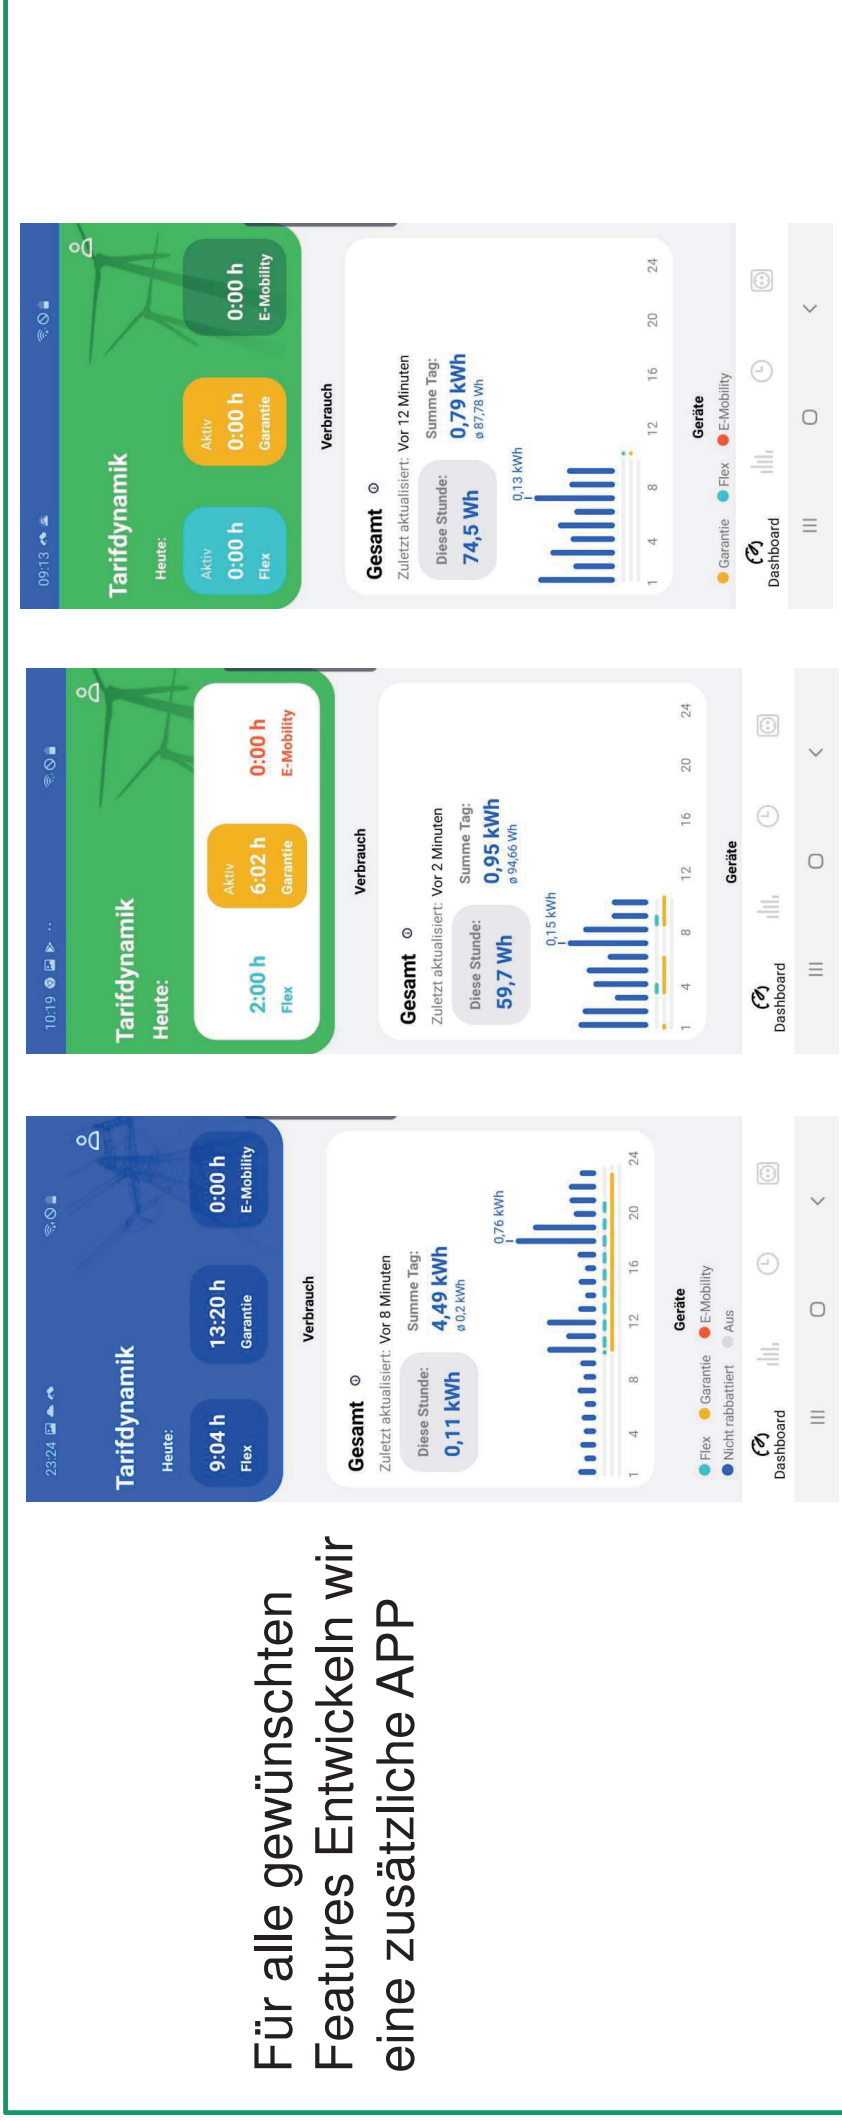 Für alle gewünschten
Features Entwickeln wir
eine zusätzliche APP
23:24
Tarifdynamik
Heute:
9:04 h
Flex
13:20 h
Garantie
0:00 h
E-Mobility
Verbrauch
Gesamt
Zuletzt aktualisiert: Vor 8 Minuten
Diese Stunde:
0,11 kWh
Summe Tag:
4,49 kWh
ø 0,2 kWh
0,76 kWh
1 4 8 12 16 20 24
Geräte
Flex Garantie E-Mobility
Nicht rabbattiert Aus
Dashboard
10:19
Tarifdynamik
Heute:
2:00 h
Flex
Aktiv
6:02 h
Garantie
0:00 h
E-Mobility
Verbrauch
Gesamt
Zuletzt aktualisiert: Vor 2 Minuten
Diese Stunde:
59,7 Wh
Summe Tag:
0,95 kWh
ø 94,66 Wh
0,15 kWh
1 4 8 12 16 20 24
Geräte
Dashboard
09:13
Tarifdynamik
Heute:
Aktiv
0:00 h
Flex
Aktiv
0:00 h
Garantie
0:00 h
E-Mobility
Verbrauch
Gesamt
Zuletzt aktualisiert: Vor 12 Minuten
Diese Stunde:
74,5 Wh
Summe Tag:
0,79 kWh
ø 87,78 Wh
0,13 kWh
1 4 8 12 16 20 24
Geräte
Garantie Flex E-Mobility
Dashboard